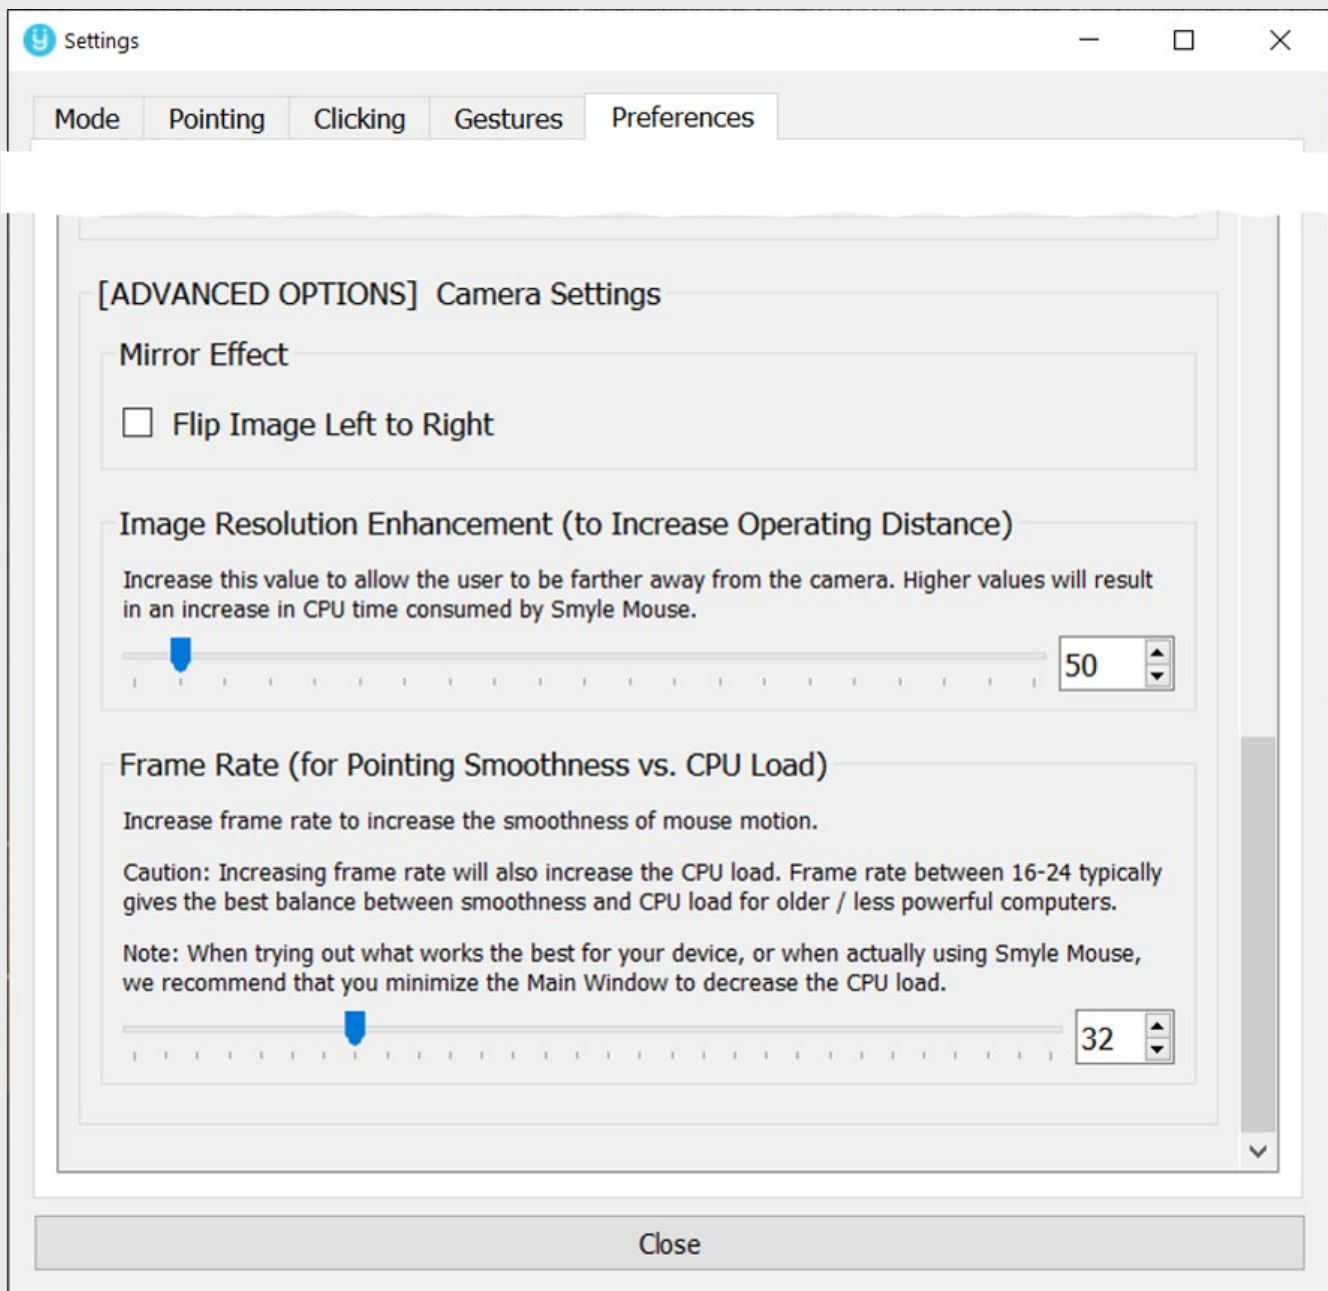 Settings
Mode Pointing Clicking Gestures Preferences
[ADVANCED OPTIONS] Camera Settings
Mirror Effect
Flip Image Left to Right
Image Resolution Enhancement (to Increase Operating Distance)
Increase this value to allow the user to be farther away from the camera. Higher values will result
in an increase in CPU time consumed by Smyle Mouse.
50
Frame Rate (for Pointing Smoothness vs. CPU Load)
Increase frame rate to increase the smoothness of mouse motion.
Caution: Increasing frame rate will also increase the CPU load. Frame rate between 16-24 typically
gives the best balance between smoothness and CPU load for older / less powerful computers.
Note: When trying out what works the best for your device, or when actually using Smyle Mouse,
we recommend that you minimize the Main Window to decrease the CPU load.
32
Close